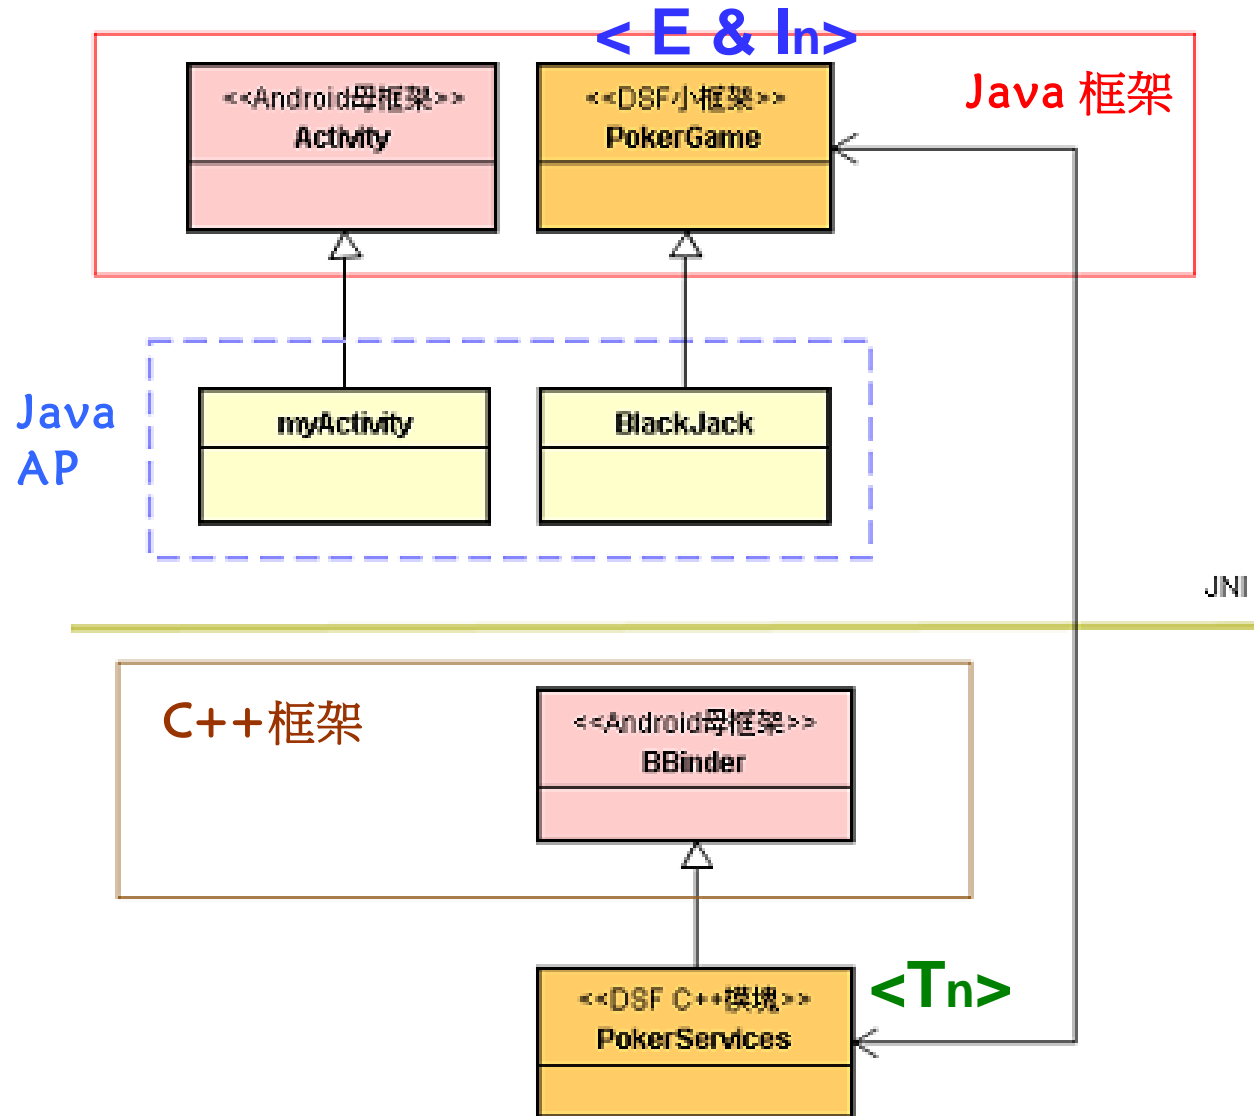 < E & In>
<<Android母框架>>
Activity
<<DSF小框架>>
PokerGame
Java 框架
Java
AP
myActivity
BlackJack
JNI
C++框架
<<Android母框架>>
BBinder
<Tn>
<<DSF C++模塊>>
PokerServices